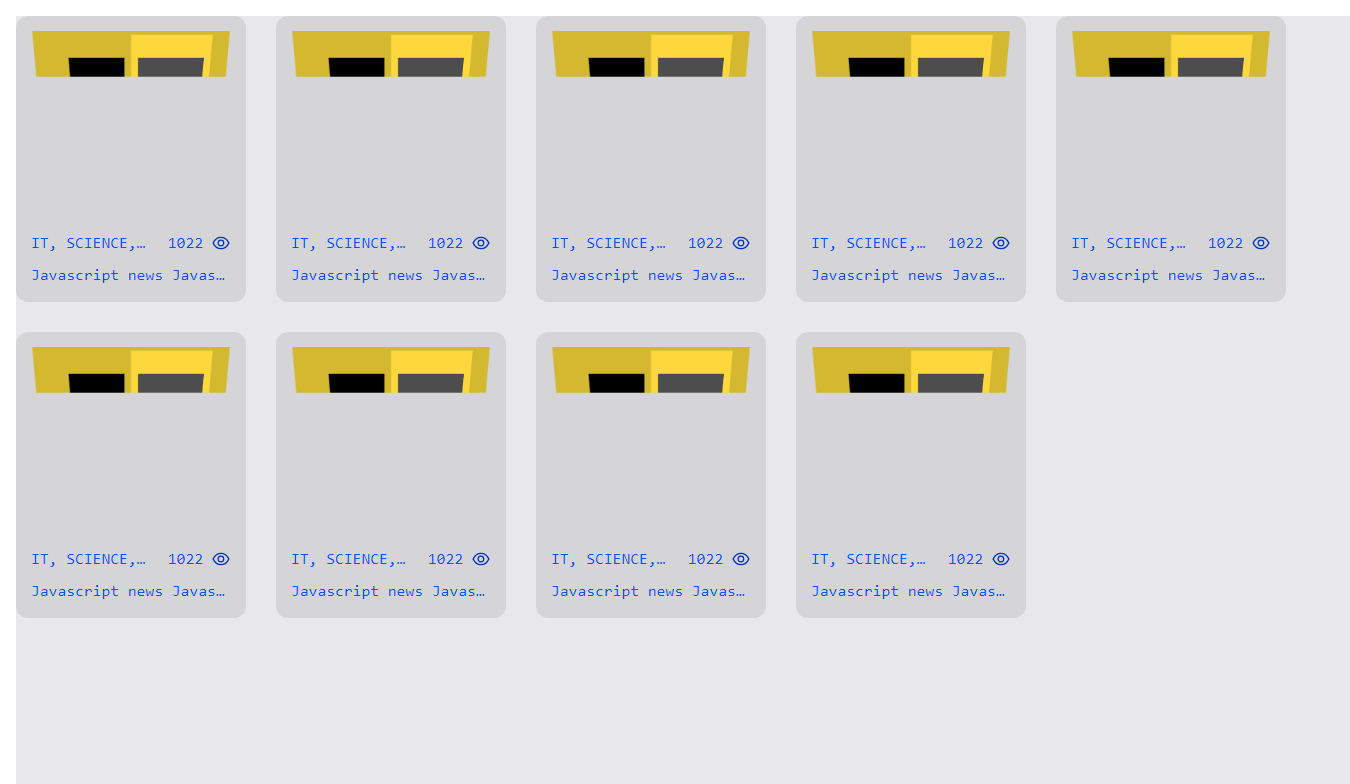 IT, SCIENCE,… 1022 IT, SCIENCE,… 1022 IT, SCIENCE,… 1022 IT, SCIENCE,… 1022 IT, SCIENCE,… 1022
Javascript news Javas… Javascript news Javas… Javascript news Javas… Javascript news Javas… Javascript news Javas…
IT, SCIENCE,… 1022 IT, SCIENCE,… 1022 IT, SCIENCE,… 1022 IT, SCIENCE,… 1022
Javascript news Javas… Javascript news Javas… Javascript news Javas… Javascript news Javas…